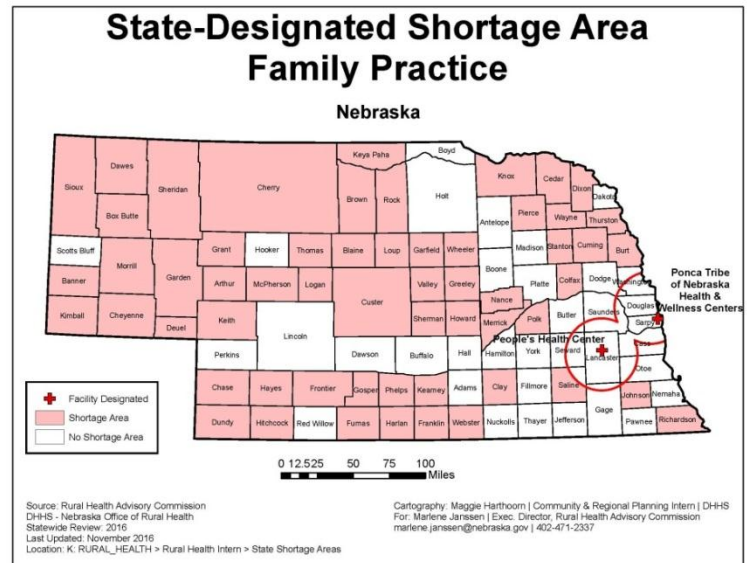 State-Designated Shortage Area
Family Practice
Nebraska
Keya Paha
Boyd
Dawes
Sioux
Sheridan
Cherry
Knox
Cedar
Dixon
Dakota
Brown
Rock
Holt
Box Butte
Pierce
Wayne
Thurston
Antelope
Scotts Bluff
Grant
Hooker
Thomas
Blaine
Loup
Garfield
Wheeler
Madison
Stanton
Cuming
Burt
Morrill
Garden
Boone
Banner
Arthur
McPherson
Logan
Custer
Valley
Greeley
Platte
Colfax
Dodge
Washington
Ponca Tribe
of Nebraska
Health &
Wellness Centers
Nance
Kimball
Cheyenne
Deuel
Keith
Lincoln
Sherman
Howard
Merrick
Polk
Butler
Saunders
Douglas
Sarpy
People's Health Center
Perkins
Dawson
Buffalo
Hall
Hamilton
York
Seward
Lancaster
Cass
Otoe
Chase
Hayes
Frontier
Gosper
Phelps
Kearney
Adams
Clay
Fillmore
Saline
Johnson
Nemaha
Gage
Dundy
Hitchcock
Red Willow
Furnas
Harlan
Franklin
Webster
Nuckolls
Thayer
Jefferson
Pawnee
Richardson
Facility Designated
Shortage Area
No Shortage Area
0 12.525 50 75 100
Miles
Source: Rural Health Advisory Commission
DHHS - Nebraska Office of Rural Health
Statewide Review: 2016
Last Updated: November 2016
Location: K: RURAL_HEALTH > Rural Health Intern > State Shortage Areas
Cartography: Maggie Harthoorn | Community & Regional Planning Intern | DHHS
For: Marlene Janssen | Exec. Director, Rural Health Advisory Commission
marlene.janssen@nebraska.gov | 402-471-2337